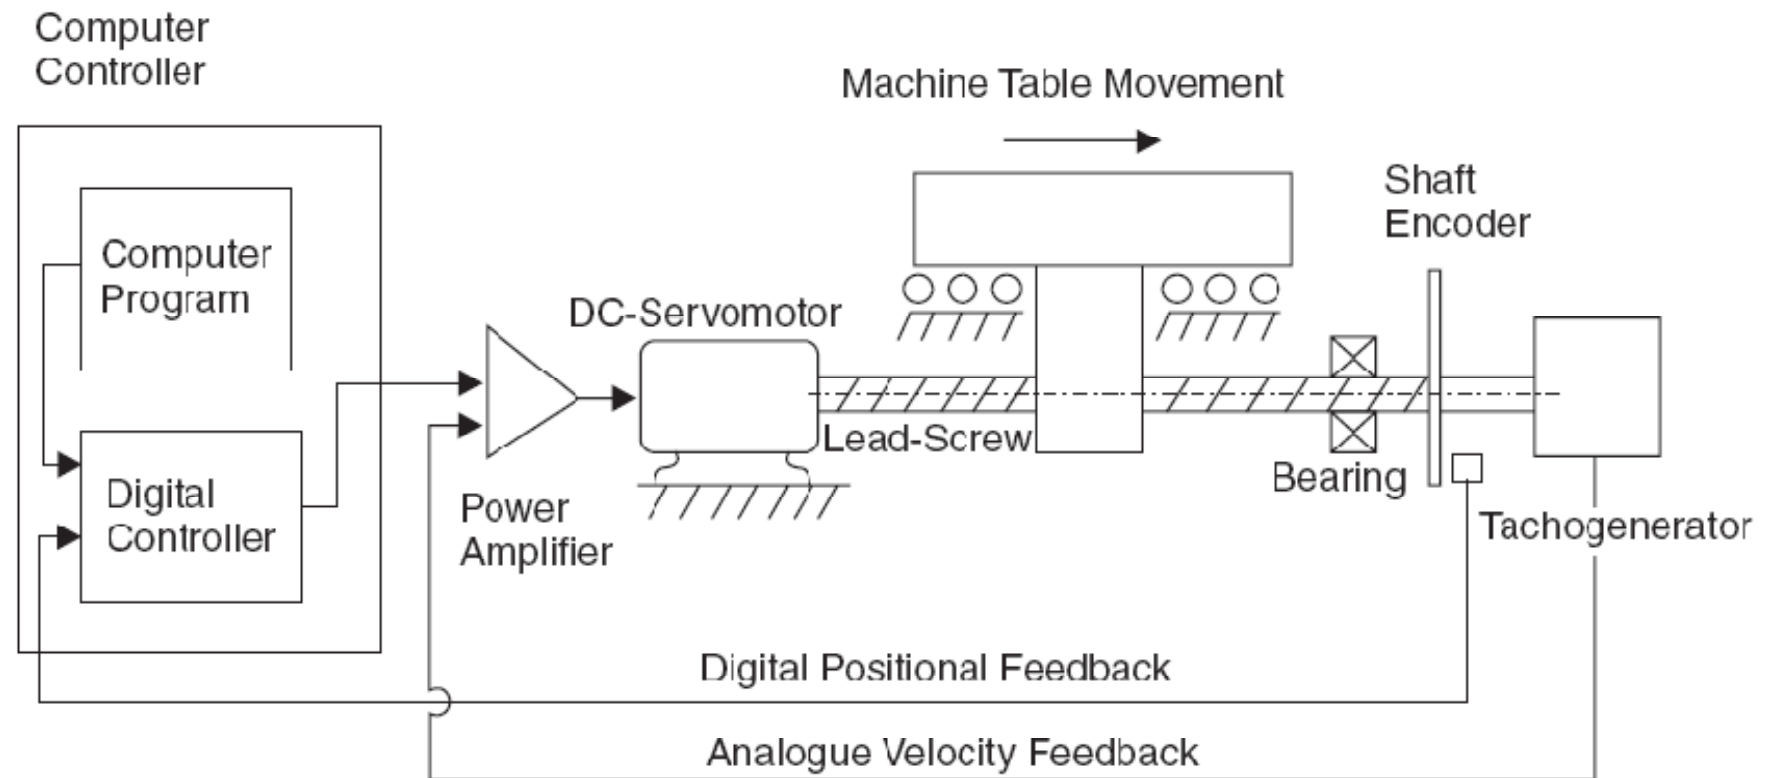 Computer
Controller
Machine Table Movement
Shaft
Encoder
Computer
Program
DC-Servomotor
Lead-Screw
Bearing
Digital
Controller
Power
Amplifier
Tachogenerator
Digital Positional Feedback
Analogue Velocity Feedback